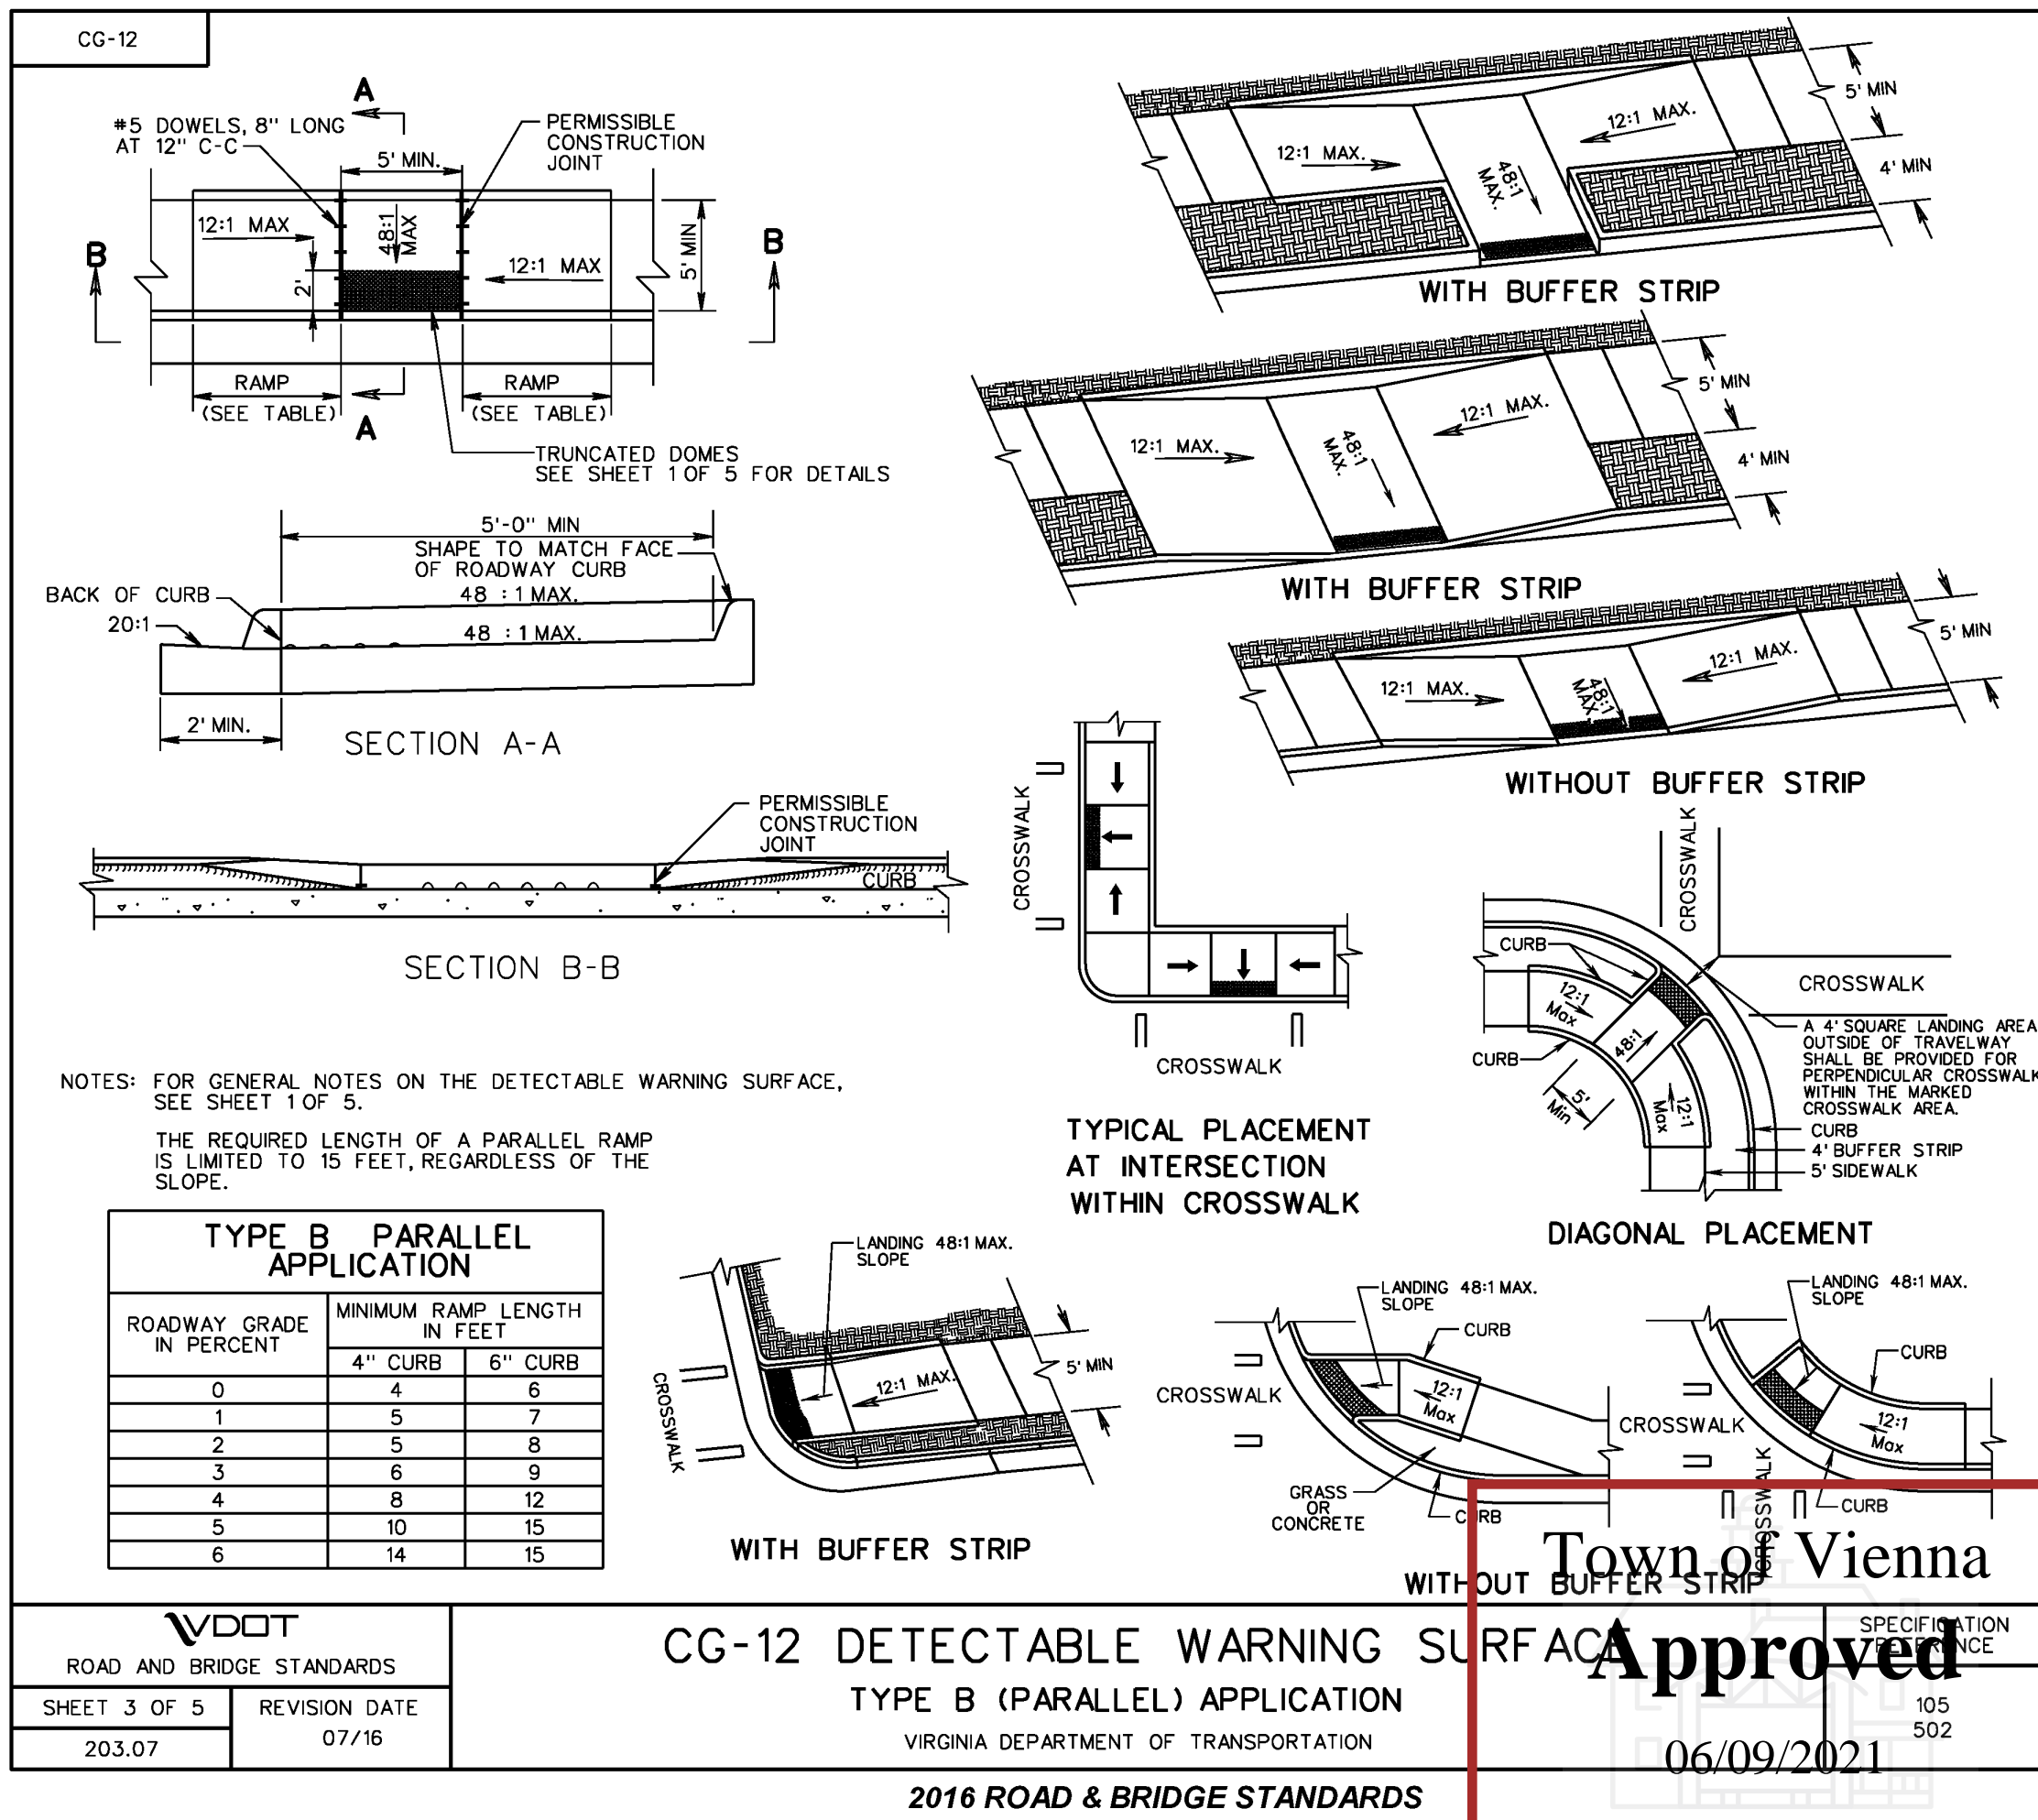 CG-12
A
#5 DOWELS, 8" LONG
AT 12" C-C
PERMISSIBLE
CONSTRUCTION
JOINT
5' MIN.
12:1 MAX
48:1
MAX
5' MIN
B
B
12:1 MAX
2'
RAMP
(SEE TABLE)
RAMP
(SEE TABLE)
A
TRUNCATED DOMES
SEE SHEET 1 OF 5 FOR DETAILS
5'-0" MIN
SHAPE TO MATCH FACE
OF ROADWAY CURB
BACK OF CURB
48 : 1 MAX.
20:1
48 : 1 MAX.
2' MIN.
SECTION A-A
PERMISSIBLE
CONSTRUCTION
JOINT
CURB
SECTION B-B
5' MIN
12:1 MAX.
12:1 MAX.
48:1
MAX.
4' MIN
WITH BUFFER STRIP
5' MIN
12:1 MAX.
12:1 MAX.
48:1
MAX.
4' MIN
WITH BUFFER STRIP
5' MIN
12:1 MAX.
12:1 MAX.
48:1
MAX
WITHOUT BUFFER STRIP
CROSSWALK
CROSSWALK
TYPICAL PLACEMENT
AT INTERSECTION
WITHIN CROSSWALK
CROSSWALK
CURB
CROSSWALK
12:1
Max
48:1
CURB
12:1
Max
5'
Min
A 4' SQUARE LANDING AREA
OUTSIDE OF TRAVELWAY
SHALL BE PROVIDED FOR
PERPENDICULAR CROSSWALK
WITHIN THE MARKED
CROSSWALK AREA.
CURB
4' BUFFER STRIP
5' SIDEWALK
DIAGONAL PLACEMENT
NOTES: FOR GENERAL NOTES ON THE DETECTABLE WARNING SURFACE,
SEE SHEET 1 OF 5.
THE REQUIRED LENGTH OF A PARALLEL RAMP
IS LIMITED TO 15 FEET, REGARDLESS OF THE
SLOPE.
TYPE B PARALLEL
APPLICATION
ROADWAY GRADE
IN PERCENT
MINIMUM RAMP LENGTH
IN FEET
4" CURB 6" CURB
0 4 6
1 5 7
2 5 8
3 6 9
4 8 12
5 10 15
6 14 15
LANDING 48:1 MAX.
SLOPE
12:1 MAX.
5' MIN
CROSSWALK
WITH BUFFER STRIP
LANDING 48:1 MAX.
SLOPE
CURB
CROSSWALK
12:1
Max
GRASS
OR
CONCRETE
CURB
LANDING 48:1 MAX.
SLOPE
CURB
CROSSWALK
12:1
Max
CROSSWALK
CURB
WITHOUT BUFFER STRIP
Town of Vienna
Approved
06/09/2021
VDOT
ROAD AND BRIDGE STANDARDS
SHEET 3 OF 5
REVISION DATE
07/16
203.07
CG-12 DETECTABLE WARNING SURFACE
TYPE B (PARALLEL) APPLICATION
VIRGINIA DEPARTMENT OF TRANSPORTATION
SPECIFICATION
REFERENCE
105
502
2016 ROAD & BRIDGE STANDARDS